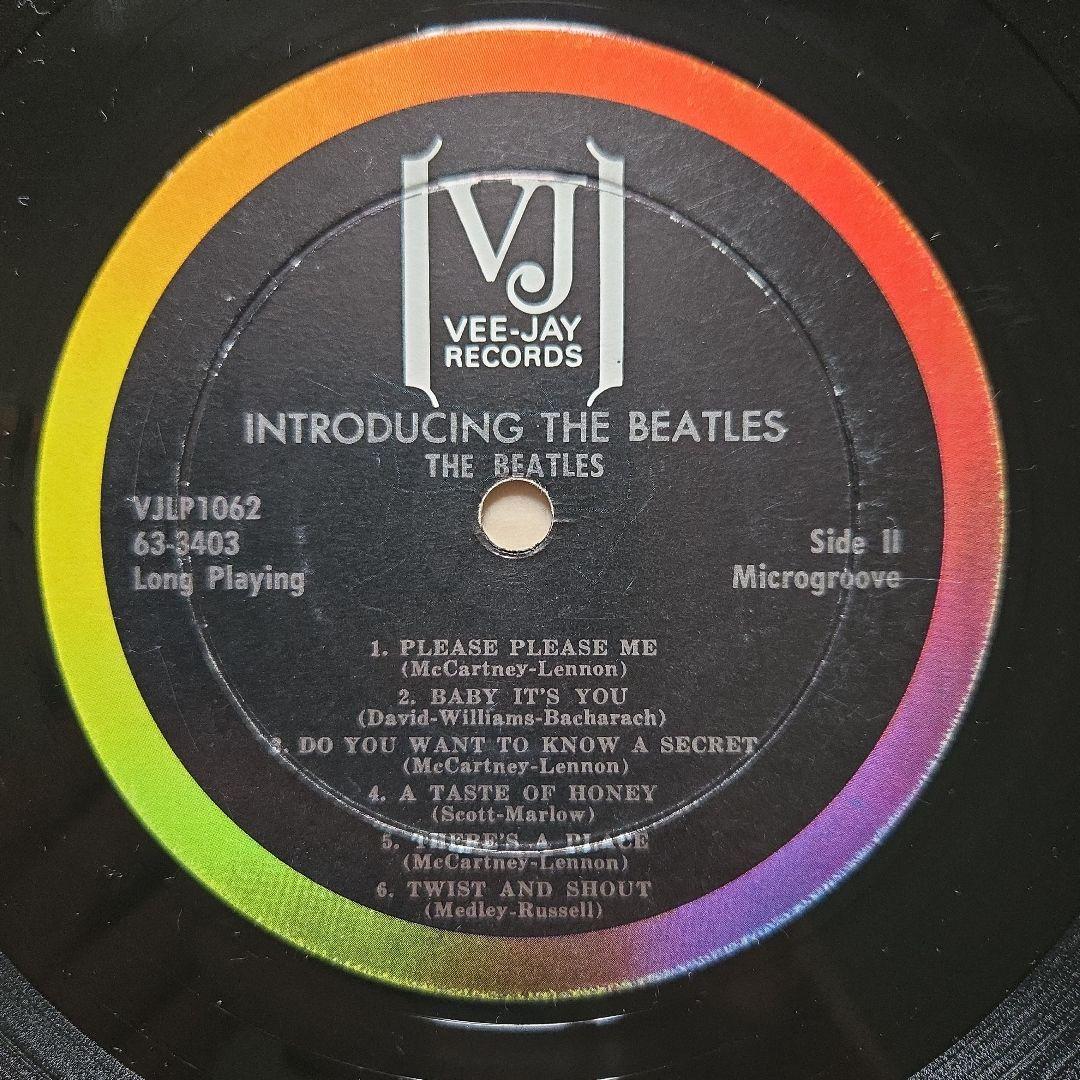 VJ
VEE-JAY
RECORDS
INTRODUCING THE BEATLES
THE BEATLES
VJLP1062
63-3403
Long Playing
Side II
Microgroove
1. PLEASE PLEASE ME
(McCartney-Lennon)
2. BABY IT'S YOU
(David-Williams-Bacharach)
3. DO YOU WANT TO KNOW A SECRET
(McCartney-Lennon)
4. A TASTE OF HONEY
(Scott-Marlow)
5. THERE'S A PLACE
(McCartney-Lennon)
6. TWIST AND SHOUT
(Medley-Russell)